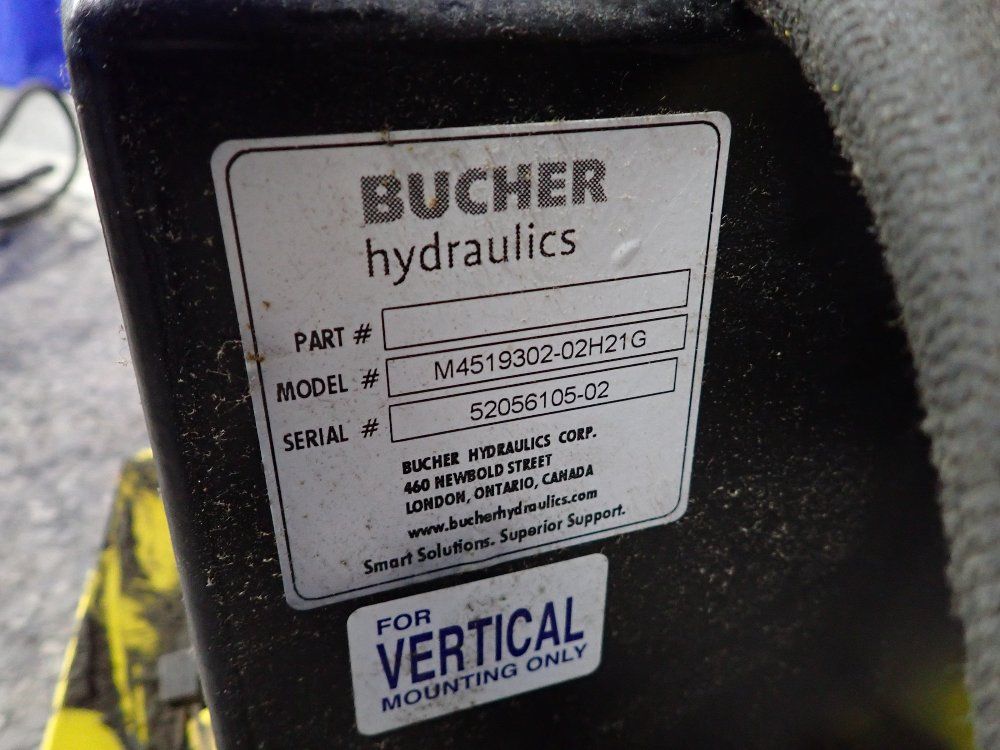 BUCHER
hydraulics
PART #
MODEL # M4519302-02H21G
SERIAL # 52056105-02
BUCHER HYDRAULICS CORP.
460 NEWBOLD STREET
LONDON, ONTARIO, CANADA
www.bucherhydraulics.com
Smart Solutions. Superior Support.
FOR
VERTICAL
MOUNTING ONLY